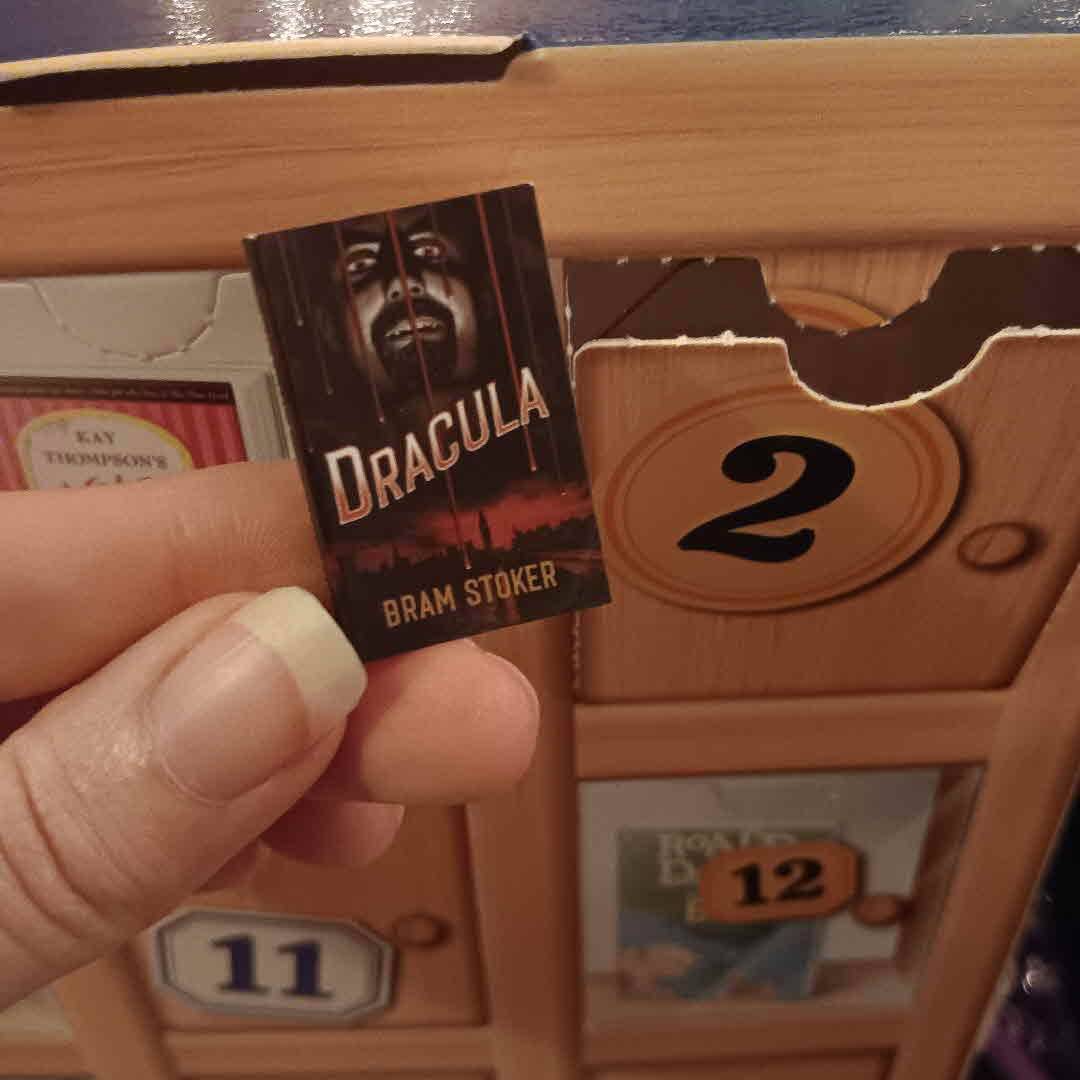 DRACULA
BRAM STOKER
KAY
THOMPSON'S
2
ROALD
12
11